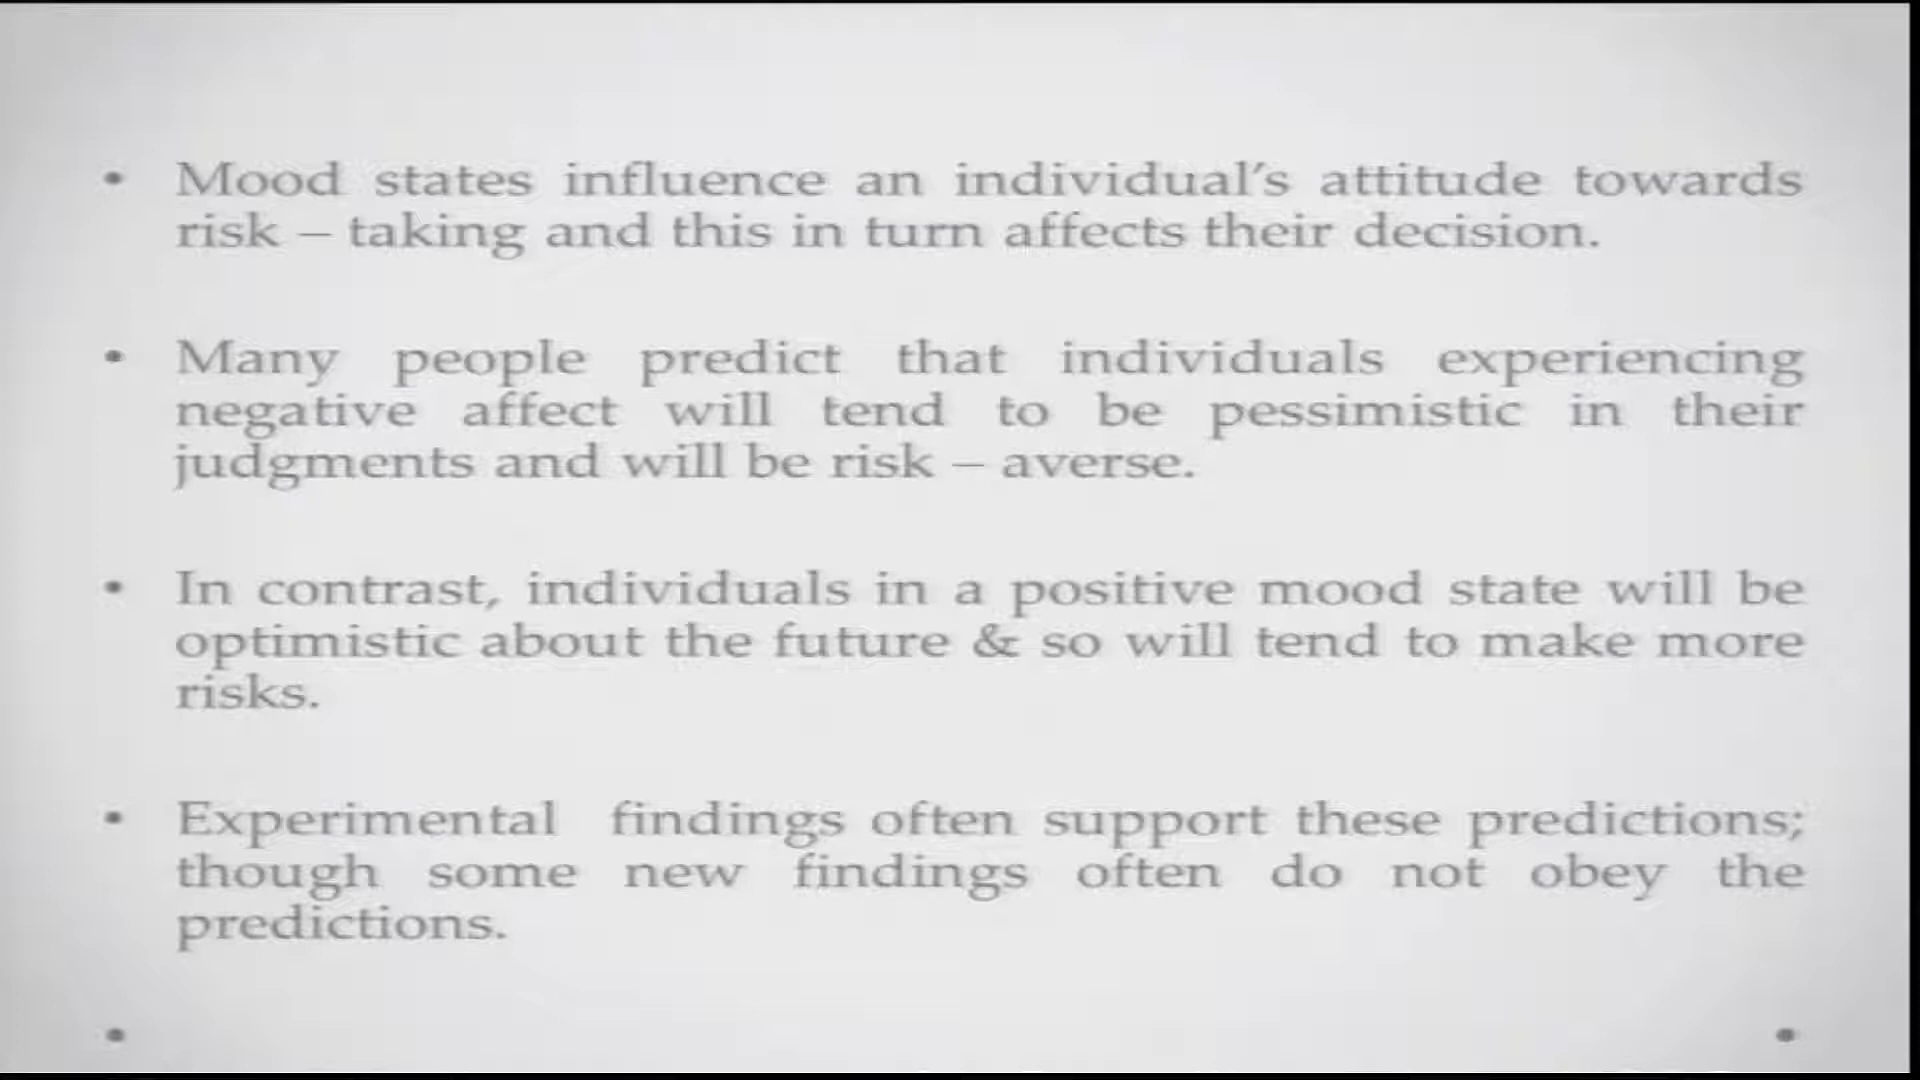 • Mood states influence an individual's attitude towards
risk – taking and this in turn affects their decision.
• Many people predict that individuals experiencing
negative affect will tend to be pessimistic in their
judgments and will be risk – averse.
• In contrast, individuals in a positive mood state will be
optimistic about the future & so will tend to make more
risks.
• Experimental findings often support these predictions;
though some new findings often do not obey the
predictions.